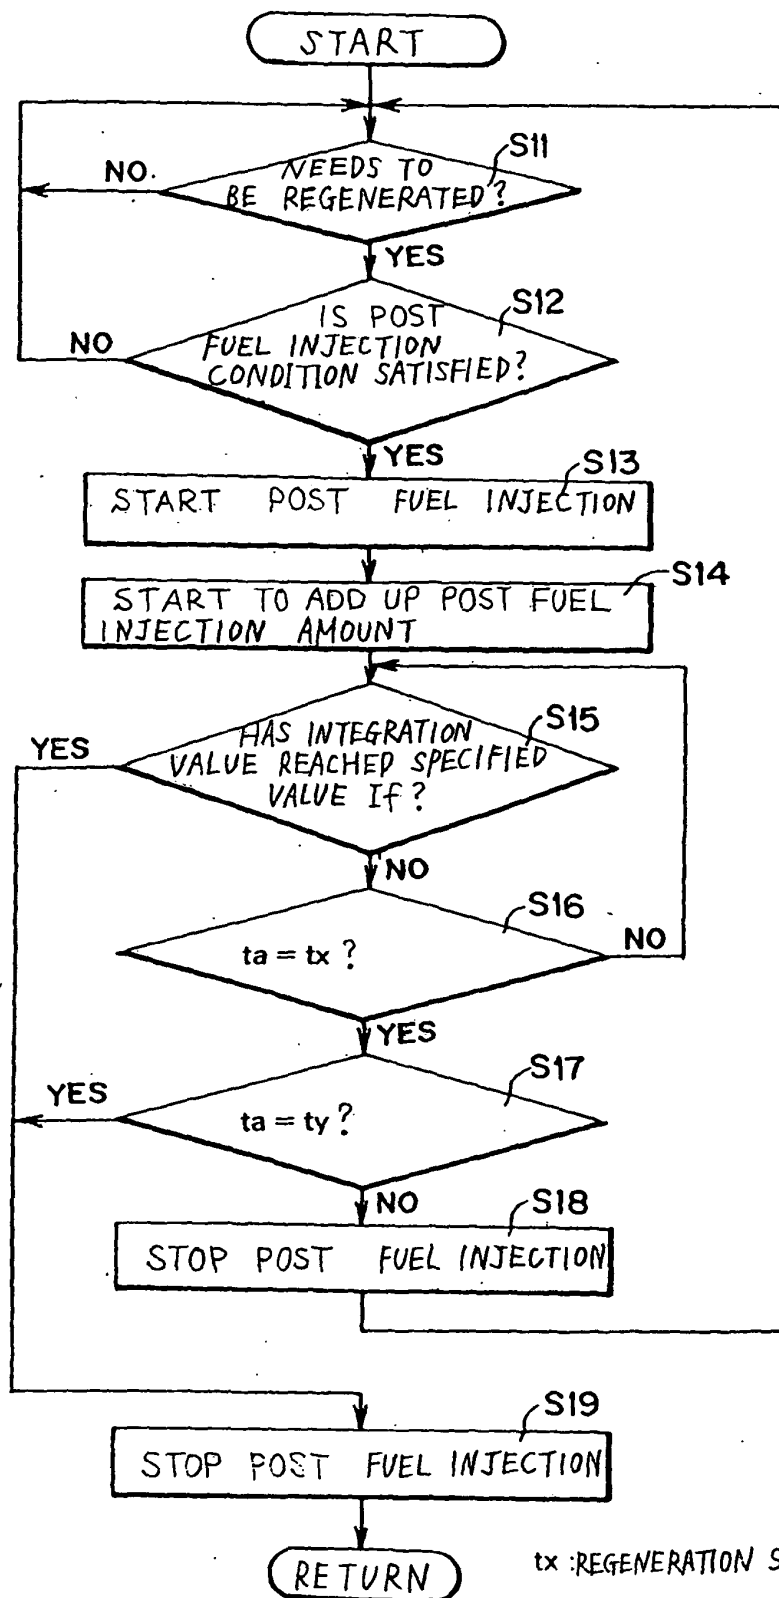 START
S11
NEEDS TO
BE REGENERATED?
NO.
YES
S12
IS POST
FUEL INJECTION
CONDITION SATISFIED?
NO
YES
S13
START POST FUEL INJECTION
S14
START TO ADD UP POST FUEL
INJECTION AMOUNT
S15
HAS INTEGRATION
VALUE REACHED SPECIFIED
VALUE If?
YES
NO
S16
ta = tx ?
NO
YES
S17
ta = ty ?
YES
NO
S18
STOP POST FUEL INJECTION
S19
STOP POST FUEL INJECTION
RETURN
tx :REGENERATION S